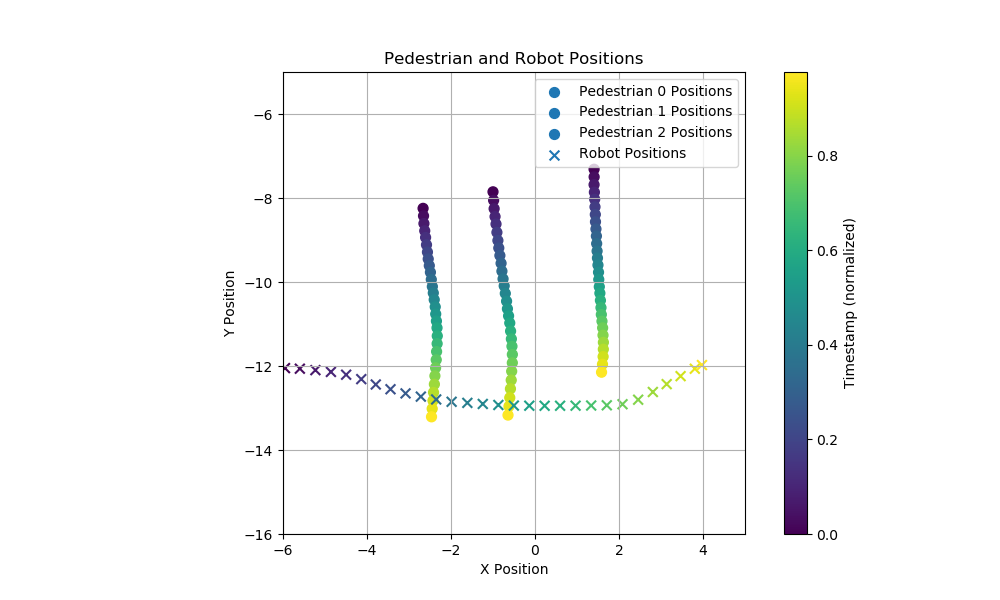 Pedestrian and Robot Positions
Pedestrian 0 Positions
Pedestrian 1 Positions
Pedestrian 2 Positions
Robot Positions
Y Position
−6
−8
−10
−12
−14
−16
−6 −4 −2 0 2 4
X Position
0.8
0.6
0.4
0.2
0.0
Timestamp (normalized)